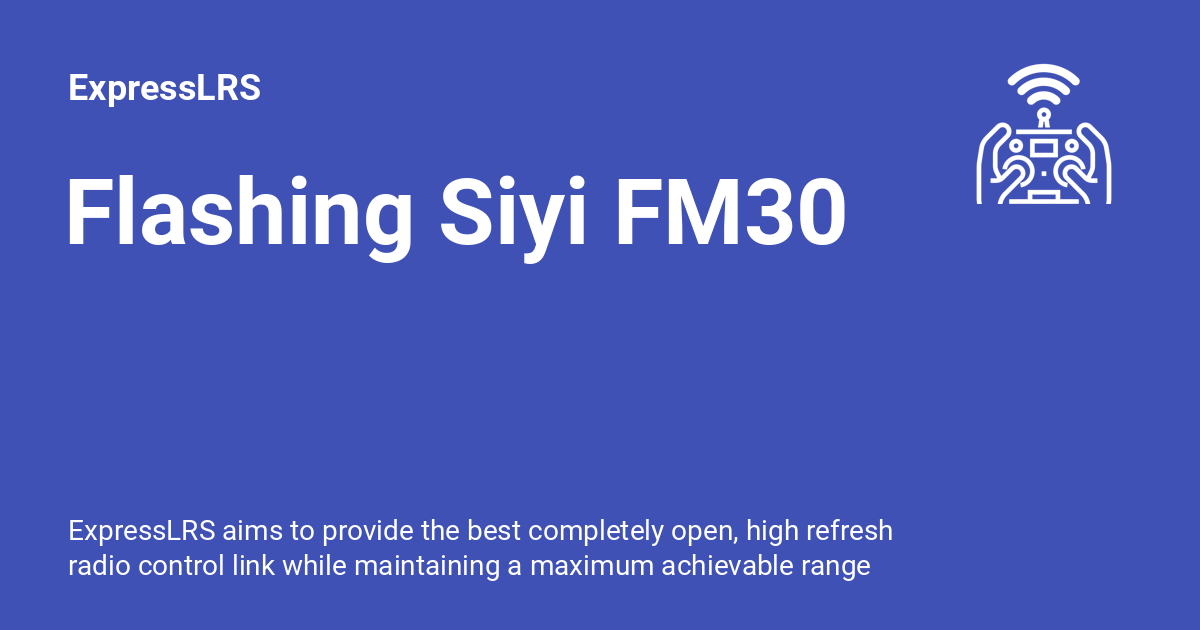 ExpressLRS
Flashing Siyi FM30
ExpressLRS aims to provide the best completely open, high refresh
radio control link while maintaining a maximum achievable range